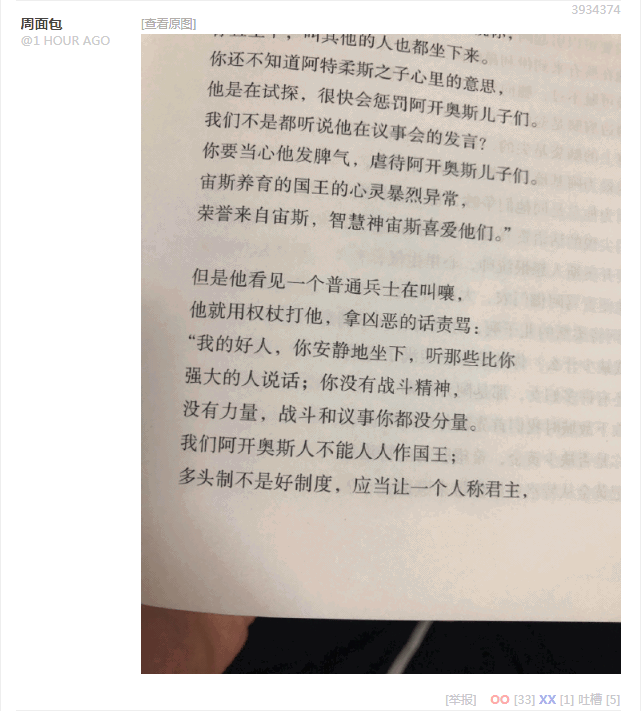 3934374
周面包
@1 HOUR AGO
[查看原图]
叫其他的人也都坐下来。
你还不知道阿特柔斯之子心里的意思，
他是在试探，很快会惩罚阿开奥斯儿子们。
我们不是都听说他在议事会的发言？
你要当心他发脾气，虐待阿开奥斯儿子们。
宙斯养育的国王的心灵暴烈异常，
荣誉来自宙斯，智慧神宙斯喜爱他们。”
但是他看见一个普通兵士在叫嚷，
他就用权杖打他，拿凶恶的话责骂：
“我的好人，你安静地坐下，听那些比你
强大的人说话；你没有战斗精神，
没有力量，战斗和议事你都没分量。
我们阿开奥斯人不能人人作国王；
多头制不是好制度，应当让一个人称君主，
[举报] OO [33] XX [1] 吐槽 [5]